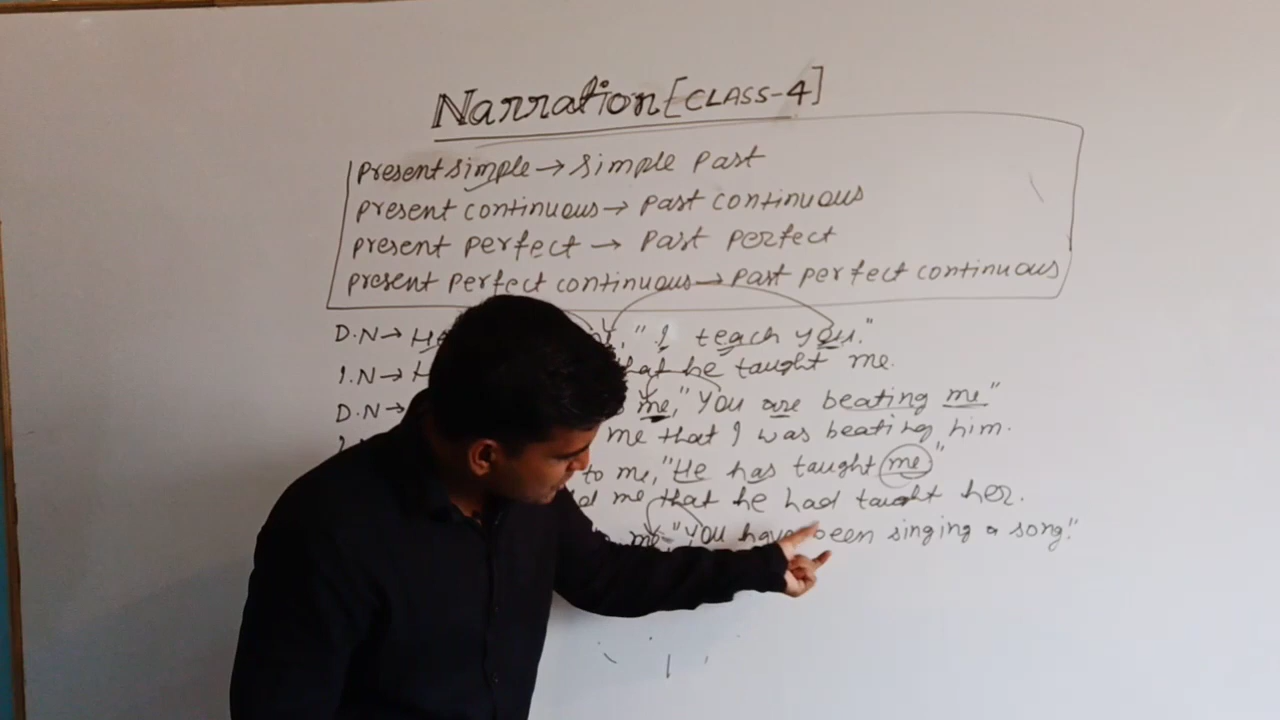 Narration [CLASS-4]
Present simple → Simple Past
Present continuous → Past continuous
Present Perfect → Past Perfect
Present Perfect continuous → Past perfect continuous
D.N → He "I teach you."
I.N → that he taught me.
D.N → me, "You are beating me"
me that I was beating him.
to me, "He has taught me"
me that he had taught her.
me "You have been singing a song."